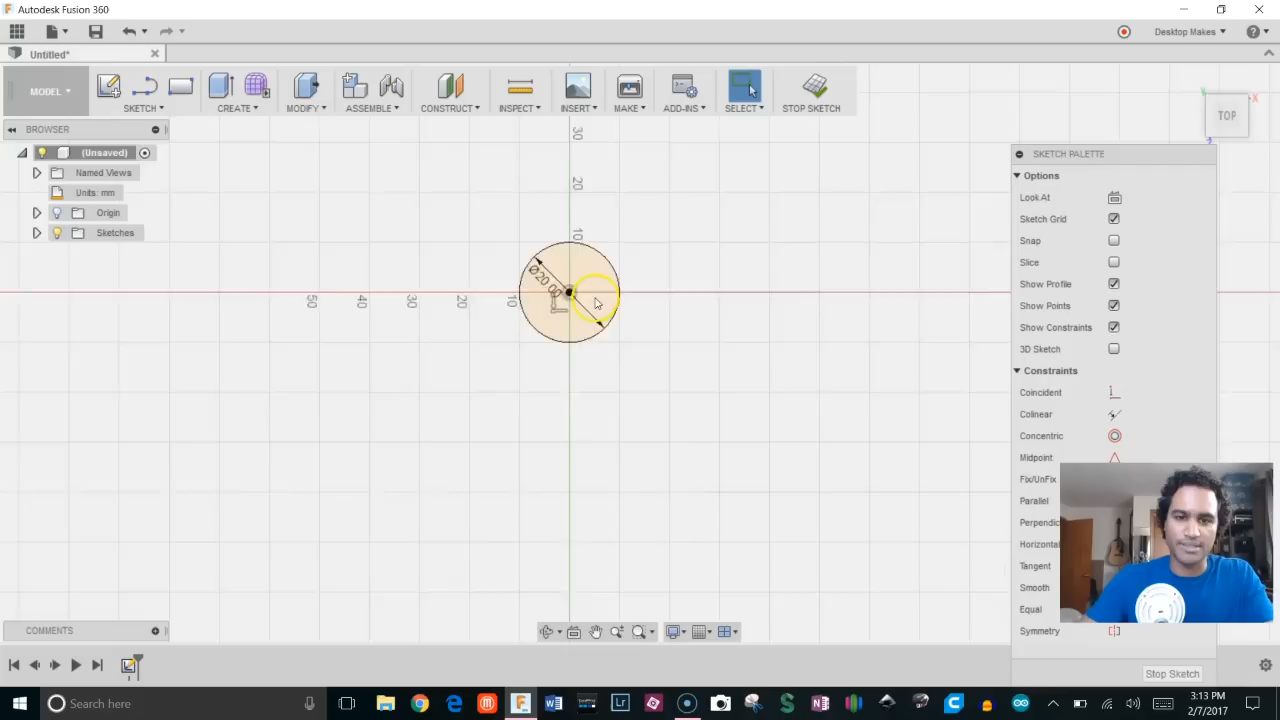 Autodesk Fusion 360
Untitled*
Desktop Makes
MODEL
SKETCH
CREATE
MODIFY
ASSEMBLE
CONSTRUCT
INSPECT
INSERT
MAKE
ADD-INS
SELECT
STOP SKETCH
BROWSER
(Unsaved)
Named Views
Units: mm
Origin
Sketches
TOP
X
Y
30
20
10
50
40
30
20
10
SKETCH PALETTE
Options
Look At
Sketch Grid
Snap
Slice
Show Profile
Show Points
Show Constraints
3D Sketch
Constraints
Coincident
Colinear
Concentric
Midpoint
Fix/UnFix
Parallel
Horizontal
Tangent
Smooth
Equal
Symmetry
Stop Sketch
COMMENTS
Search here
3:13 PM
2/7/2017